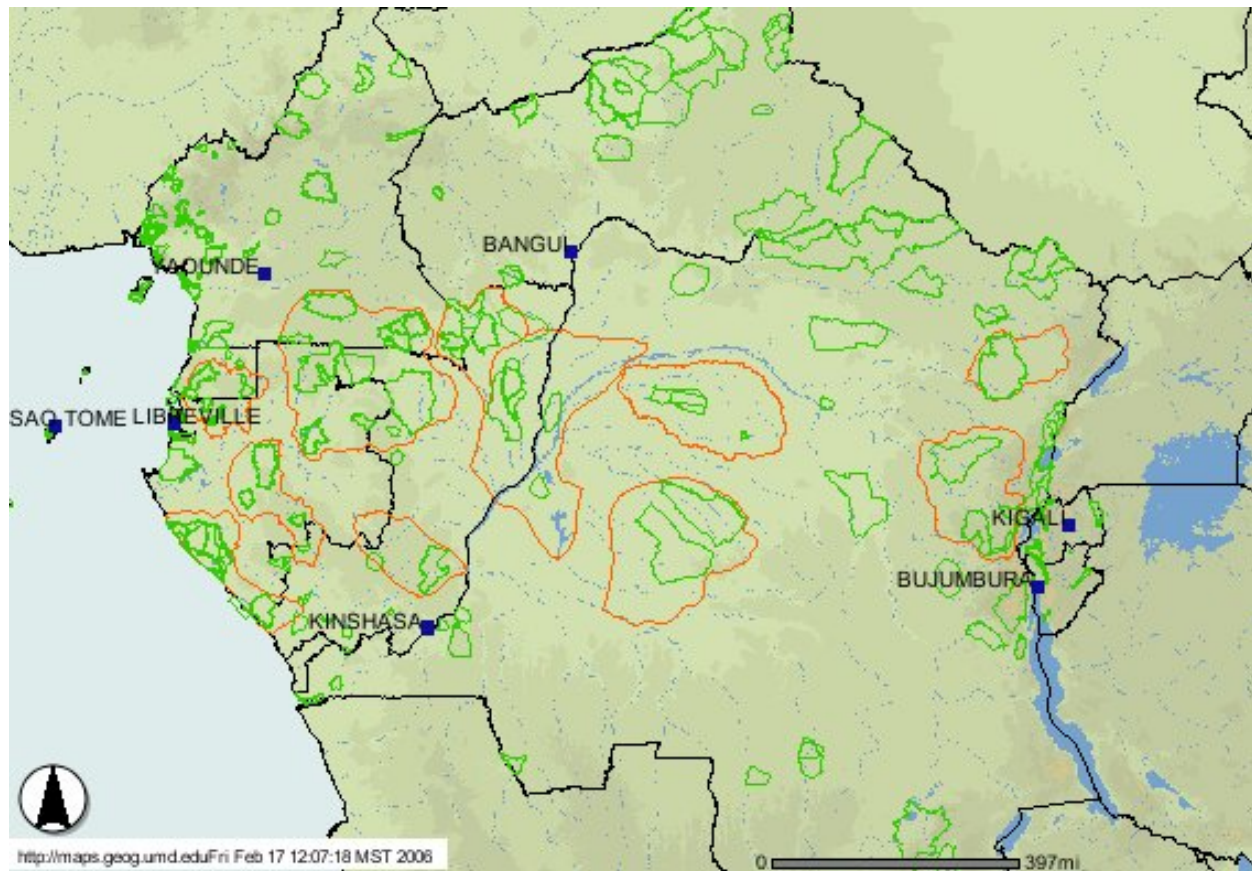 BANGUI
YAOUNDE
SAO TOME
LIBREVILLE
KIGALI
BUJUMBURA
KINSHASA
http://maps.geog.umd.eduFri Feb 17 12:07:18 MST 2006
0
397mi